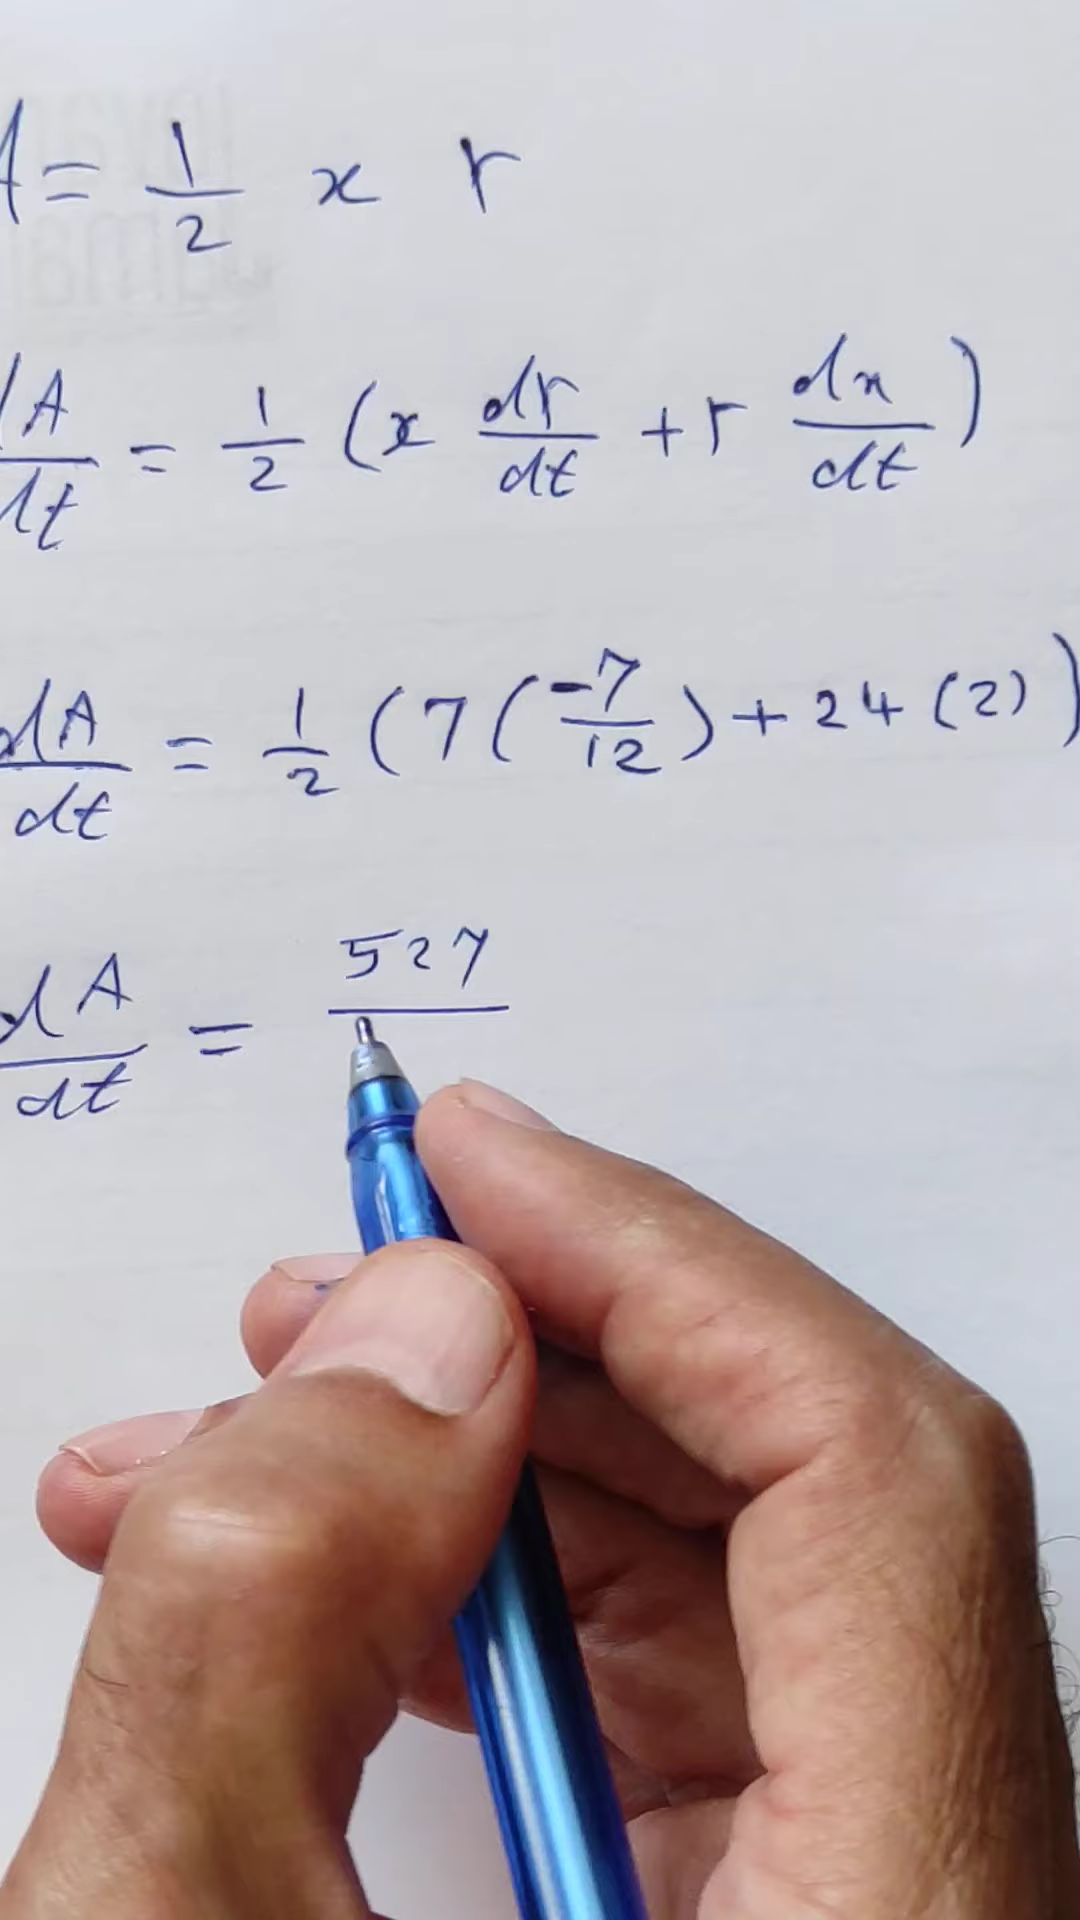 A = 1/2 x r
dA/dt = 1/2 (x dr/dt + r dx/dt)
dA/dt = 1/2 (7(-7/12) + 24(2))
dA/dt = 527/